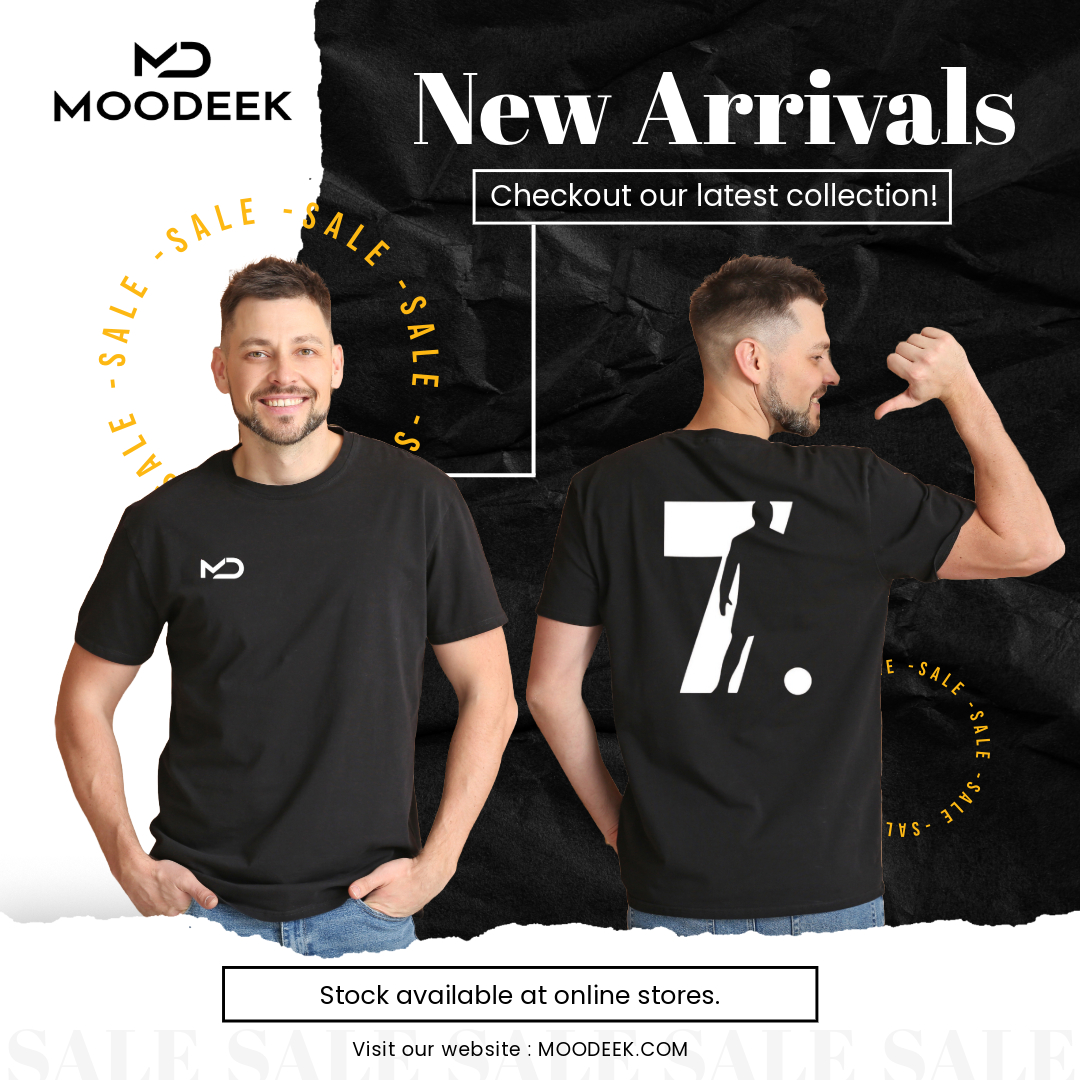 MD
MOODEEK
New Arrivals
Checkout our latest collection!
SALE -SALE -SALE -SALE -SALE - S
MD
7.
E -SALE -SALE -SALE -SAL
Stock available at online stores.
Visit our website : MOODEEK.COM
SALE SALE SALE SALE SALE